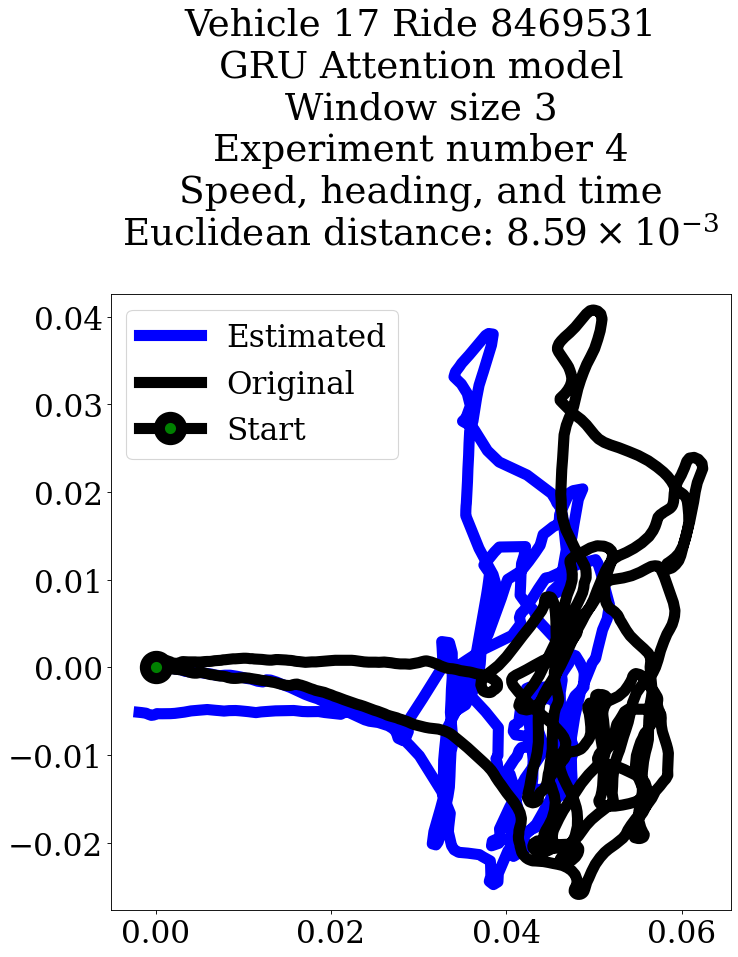 Vehicle 17 Ride 8469531
GRU Attention model
Window size 3
Experiment number 4
Speed, heading, and time
Euclidean distance: 8.59 × 10⁻³
Estimated
Original
Start
0.04
0.03
0.02
0.01
0.00
−0.01
−0.02
0.00 0.02 0.04 0.06